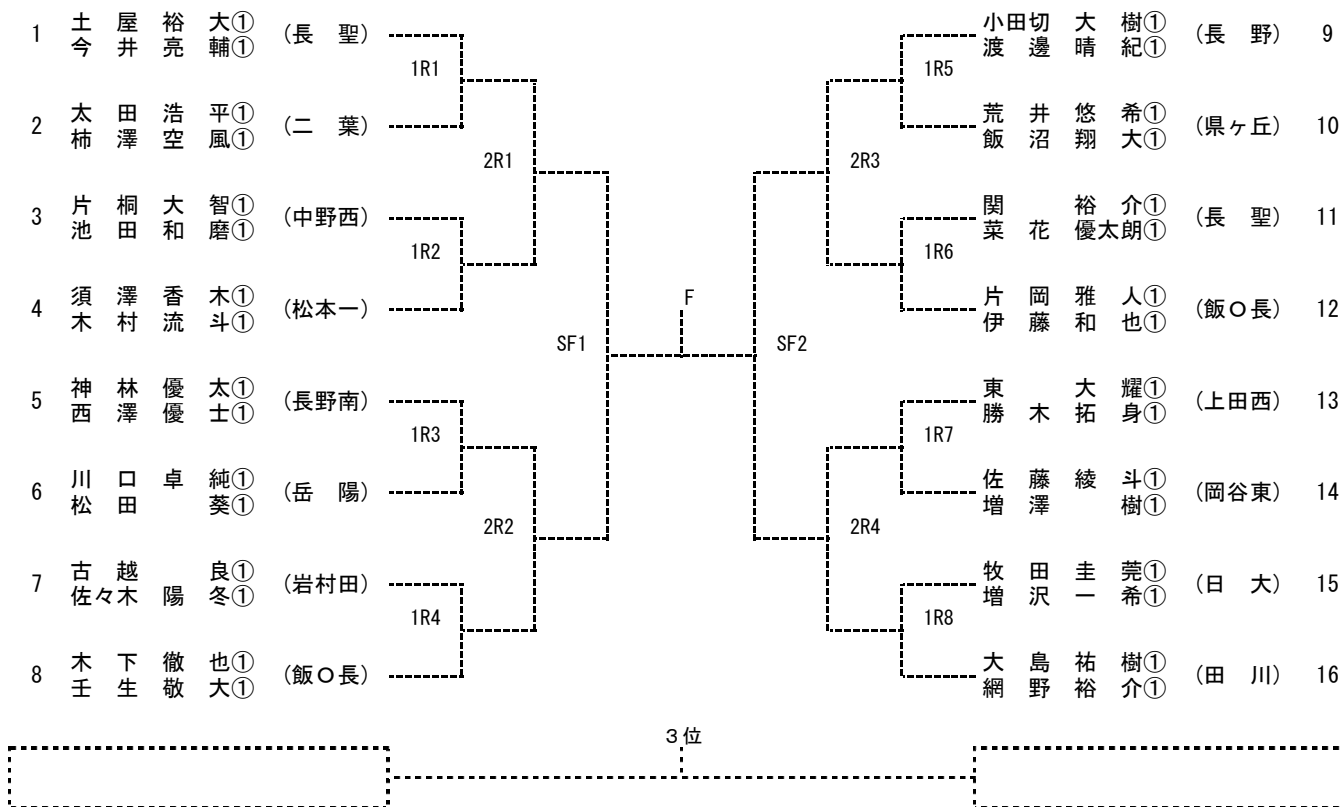 1 土屋裕大① (長聖)
今井亮輔①
1R1
2 太田浩平① (二葉)
柿澤空風①
2R1
3 片桐大智① (中野西)
池田和磨①
1R2
4 須澤香木① (松本一)
木村流斗①
SF1
5 神林優太① (長野南)
西澤優士①
1R3
6 川口卓純① (岳陽)
松田葵①
2R2
7 古越良① (岩村田)
佐々木陽冬①
1R4
8 木下徹也① (飯O長)
壬生敬大①
F
小田切大樹① (長野) 9
渡邊晴紀①
1R5
荒井悠希① (県ヶ丘) 10
飯沼翔大①
2R3
関裕介① (長聖) 11
菜花優太朗①
1R6
片岡雅人① (飯O長) 12
伊藤和也①
SF2
東大耀① (上田西) 13
勝木拓身①
1R7
佐藤綾斗① (岡谷東) 14
増澤樹①
2R4
牧田圭莞① (日大) 15
増沢一希①
1R8
大島祐樹① (田川) 16
網野裕介①
3位